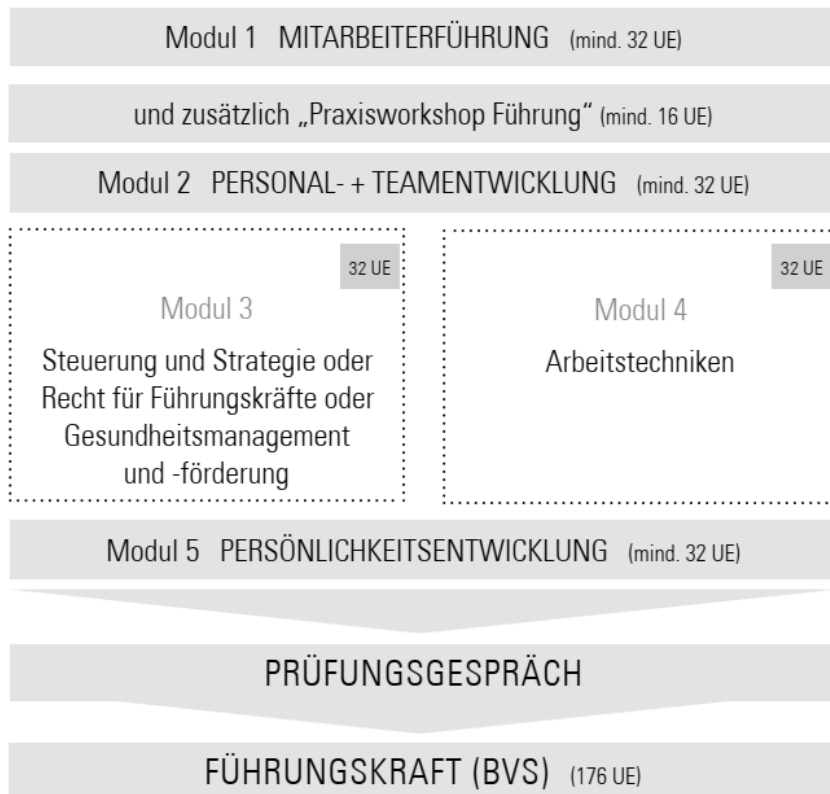 Modul 1 MITARBEITERFÜHRUNG (mind. 32 UE)
und zusätzlich „Praxisworkshop Führung“ (mind. 16 UE)
Modul 2 PERSONAL- + TEAMENTWICKLUNG (mind. 32 UE)
32 UE
Modul 3
Steuerung und Strategie oder
Recht für Führungskräfte oder
Gesundheitsmanagement
und -förderung
32 UE
Modul 4
Arbeitstechniken
Modul 5 PERSÖNLICHKEITSENTWICKLUNG (mind. 32 UE)
PRÜFUNGSGESPRÄCH
FÜHRUNGSKRAFT (BVS) (176 UE)